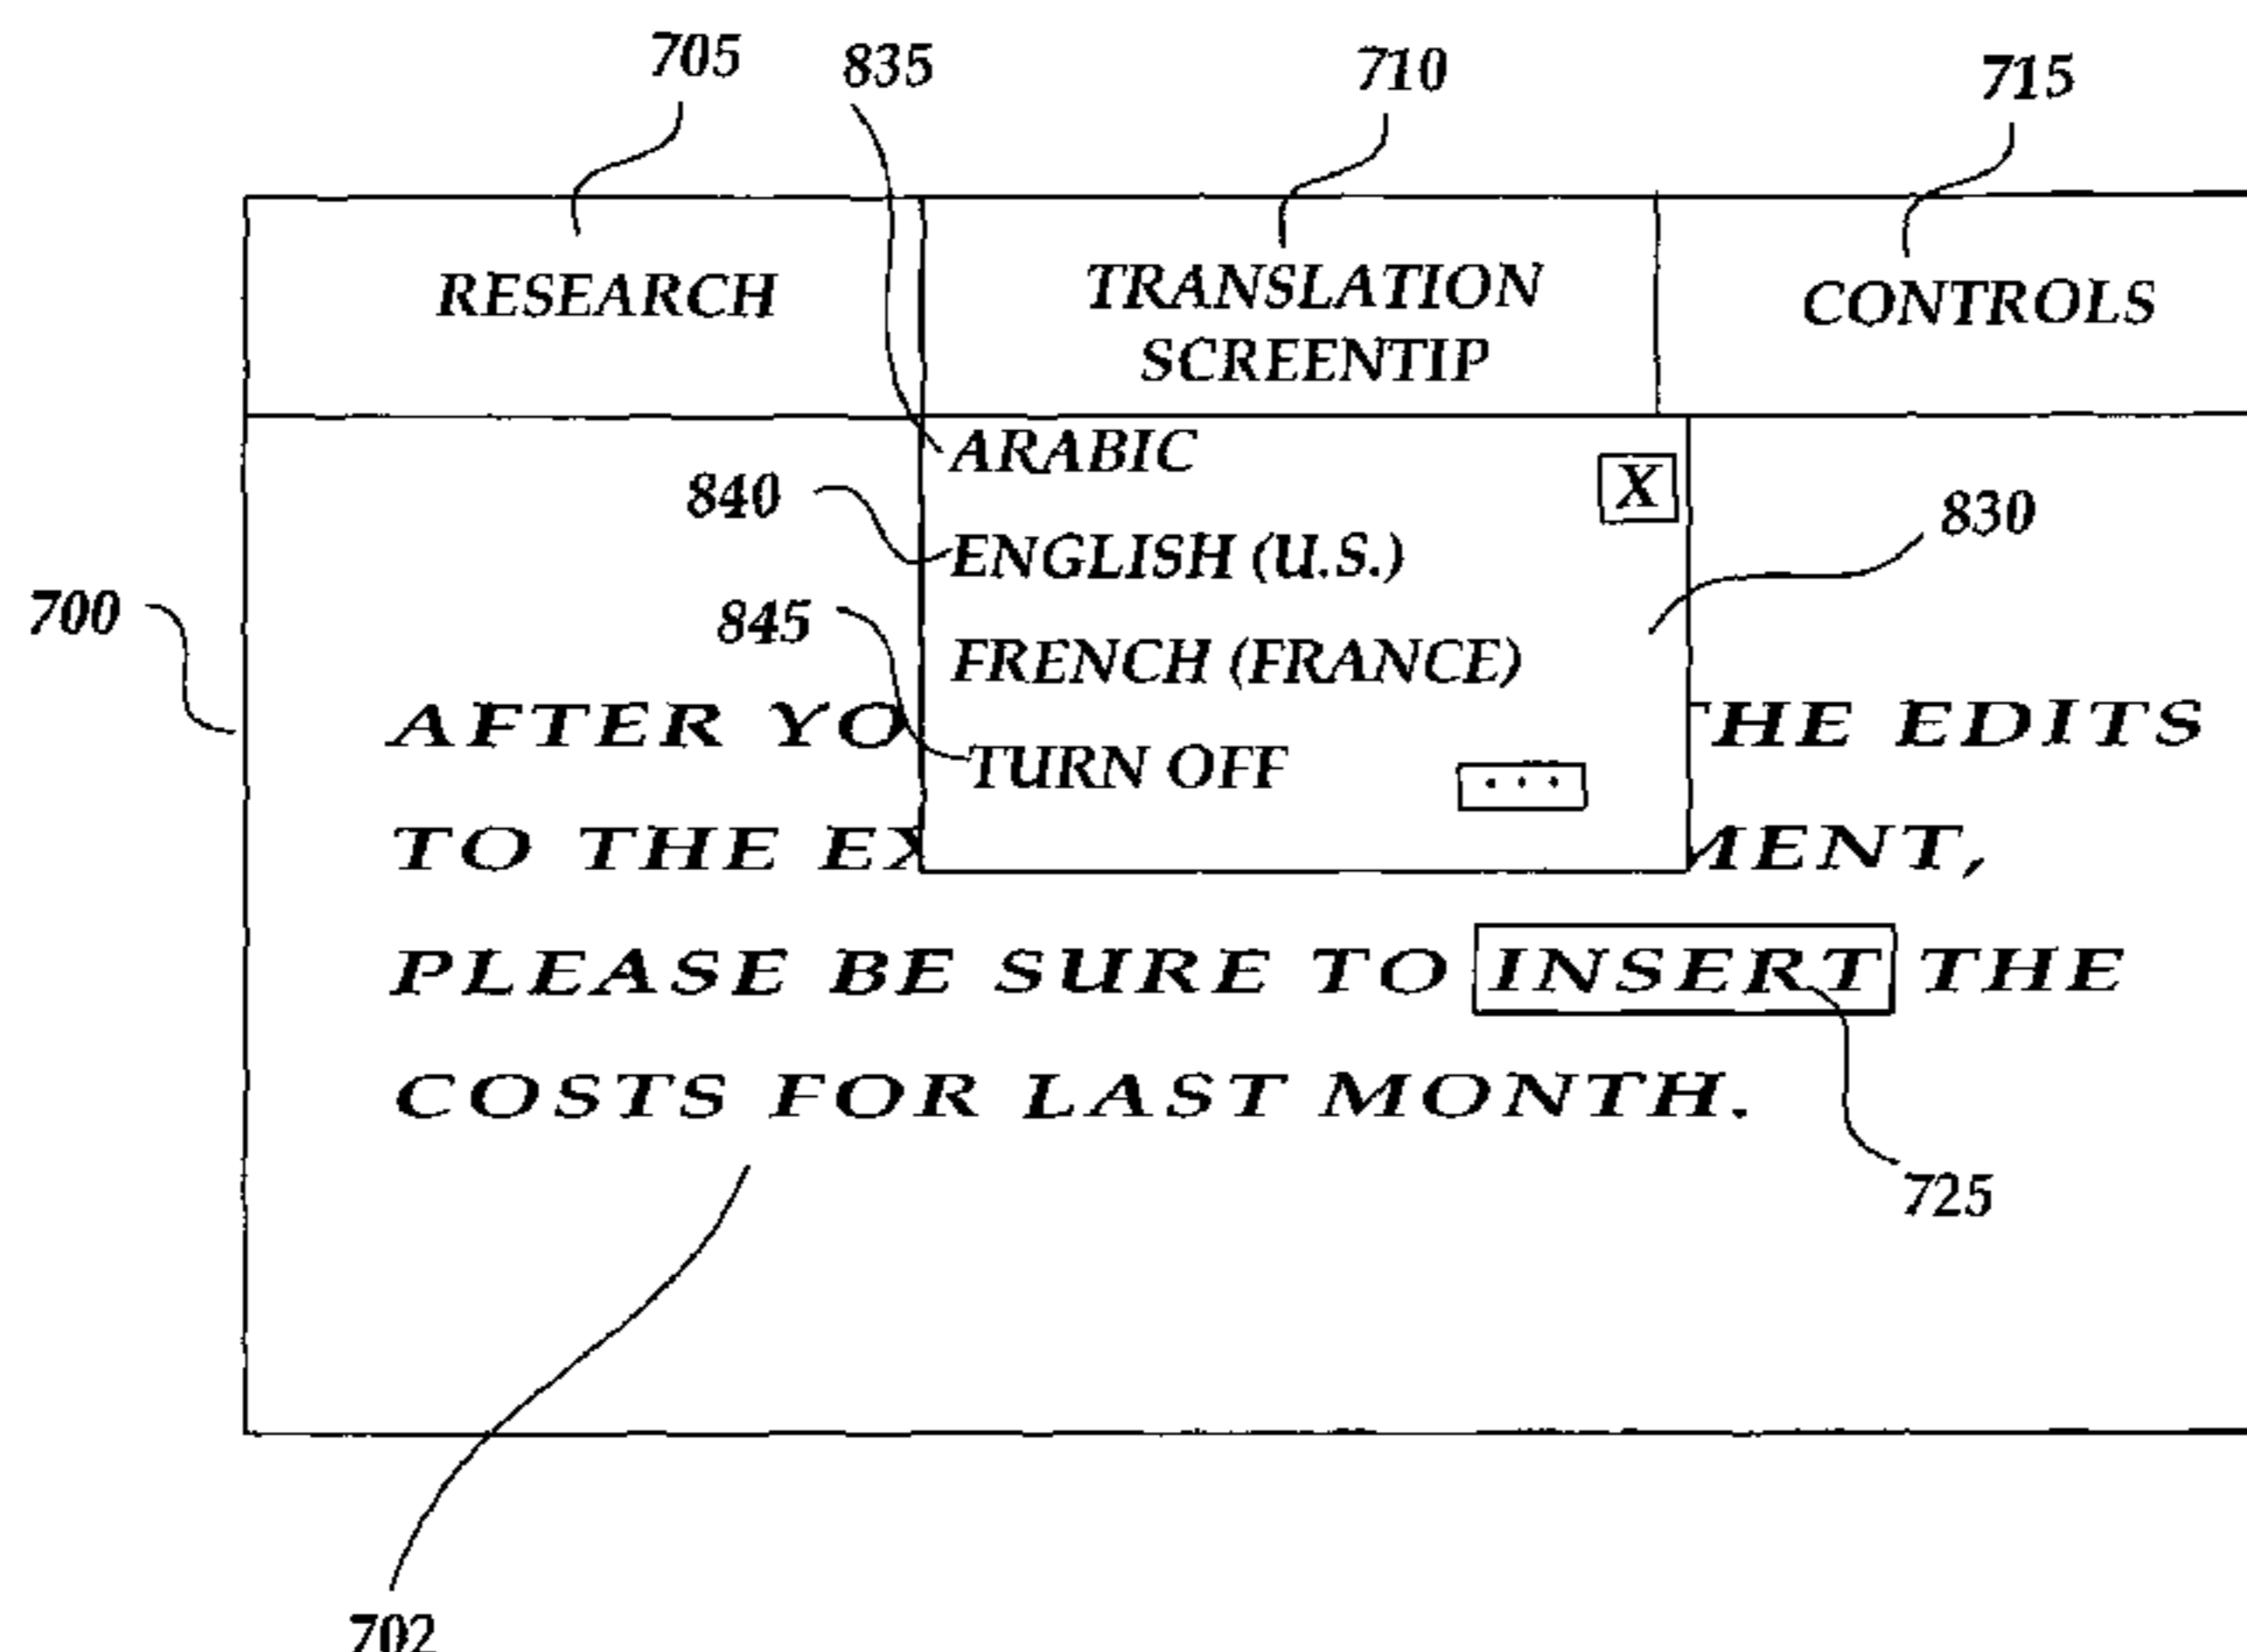 705 835 710 715
RESEARCH TRANSLATION SCREENTIP CONTROLS
ARABIC
X
840
ENGLISH (U.S.)
830
700
845
FRENCH (FRANCE)
AFTER YO THE EDITS
TURN OFF ...
TO THE EX MENT,
PLEASE BE SURE TO INSERT THE
COSTS FOR LAST MONTH.
725
702